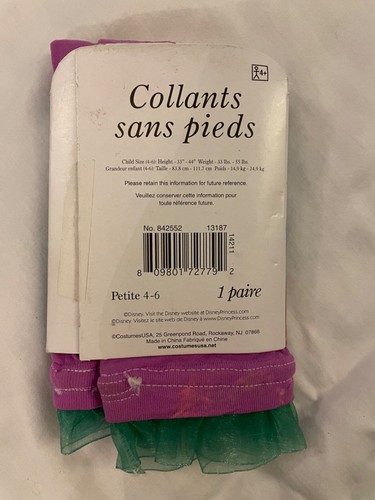 4+
Collants
sans pieds
Child Size (4-6): Height - 33" - 44" Weight - 33 lbs. - 55 lbs.
Grandeur enfant (4-6) Taille - 83,8 cm - 111,7 cm Poids - 14,9 kg - 24,9 kg
Please retain this information for future reference.
Veuillez conserver cette information pour
toute référence future.
No. 842552 13187
14211
8 09801 72779 2
Petite 4-6 1 paire
©Disney. Visit the Disney website at DisneyPrincess.com
©Disney. Visitez le site web de Disney à www.DisneyPrincess.com.
©CostumesUSA, 25 Greenpond Road, Rockaway, NJ 07866
Made in China Fabriqué en Chine
www.costumesusa.net